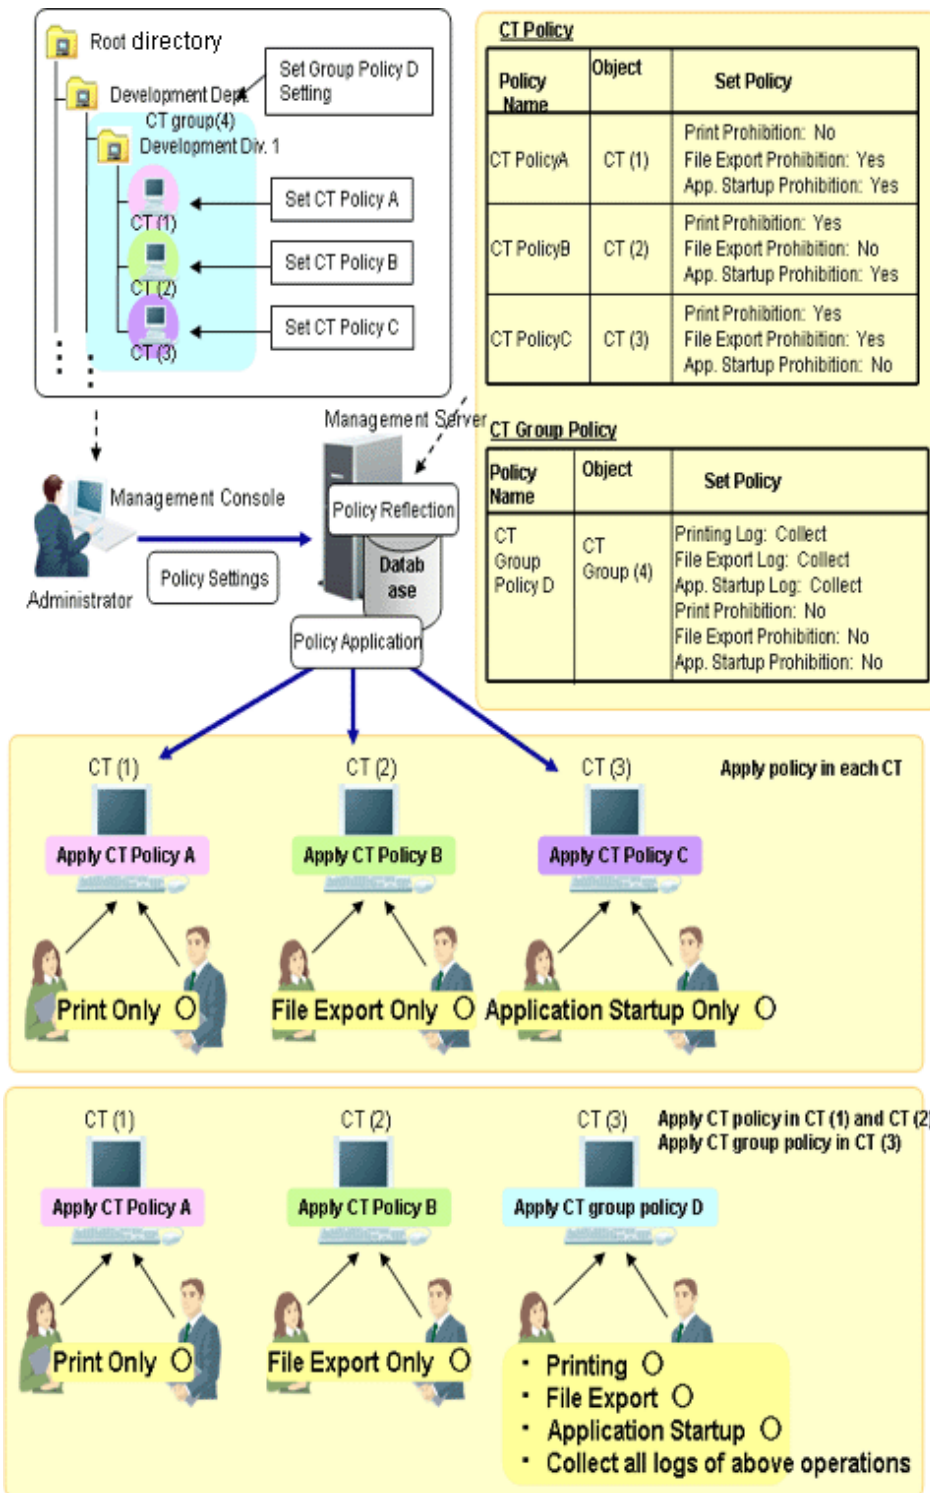 Root directory
Set Group Policy D
Setting
Development Dept.
CT group(4)
Development Div. 1
CT (1)
Set CT Policy A
CT (2)
Set CT Policy B
CT (3)
Set CT Policy C
CT Policy
Policy Name
Object
Set Policy
CT PolicyA
CT (1)
Print Prohibition: No
File Export Prohibition: Yes
App. Startup Prohibition: Yes
CT PolicyB
CT (2)
Print Prohibition: Yes
File Export Prohibition: No
App. Startup Prohibition: Yes
CT PolicyC
CT (3)
Print Prohibition: Yes
File Export Prohibition: Yes
App. Startup Prohibition: No
CT Group Policy
Policy Name
Object
Set Policy
CT
Group
Policy D
CT
Group (4)
Printing Log: Collect
File Export Log: Collect
App. Startup Log: Collect
Print Prohibition: No
File Export Prohibition: No
App. Startup Prohibition: No
Management Server
Management Console
Policy Reflection
Policy Settings
Datab
ase
Administrator
Policy Application
CT (1)
CT (2)
CT (3)
Apply policy in each CT
Apply CT Policy A
Apply CT Policy B
Apply CT Policy C
Print Only ○
File Export Only ○
Application Startup Only ○
CT (1)
CT (2)
CT (3)
Apply CT policy in CT (1) and CT (2)
Apply CT group policy in CT (3)
Apply CT Policy A
Apply CT Policy B
Apply CT group policy D
Print Only ○
File Export Only ○
・ Printing ○
・ File Export ○
・ Application Startup ○
・ Collect all logs of above operations